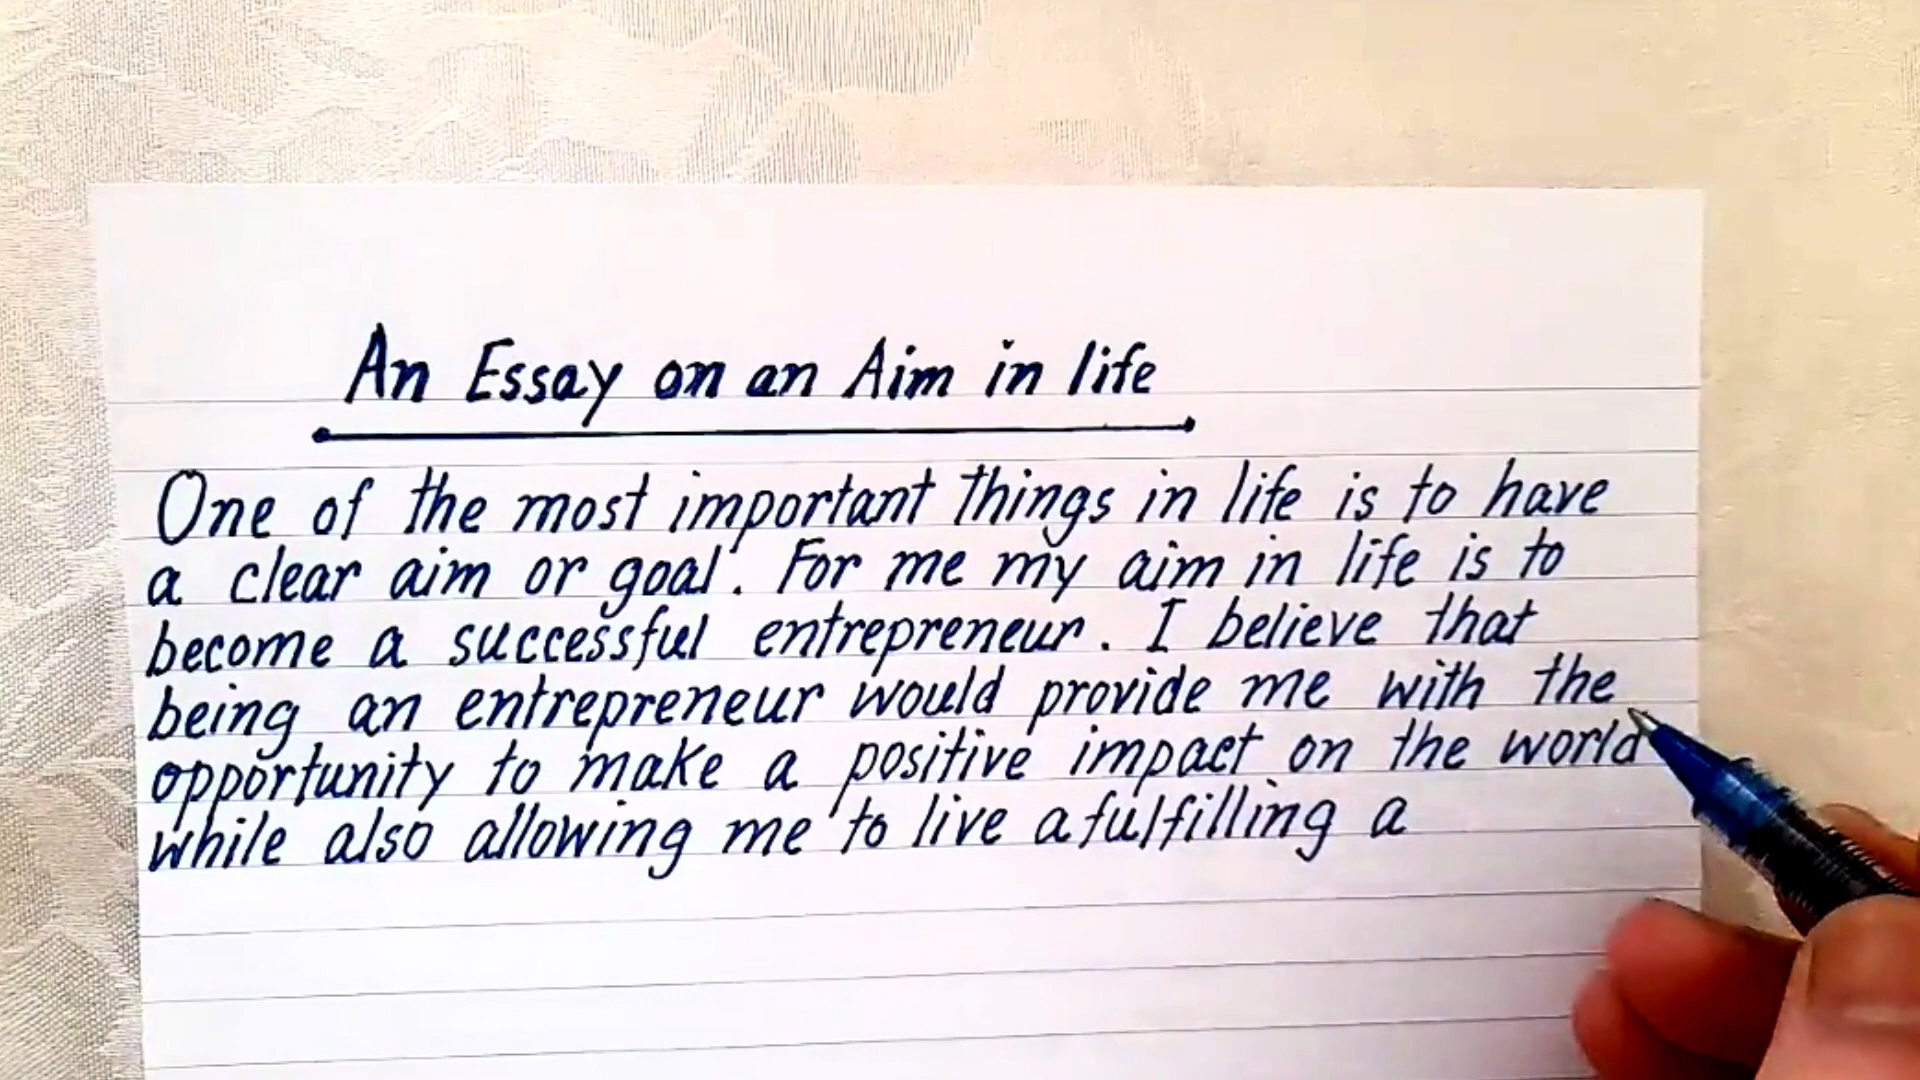 An Essay on an Aim in life
One of the most important things in life is to have
a clear aim or goal. For me my aim in life is to
become a successful entrepreneur. I believe that
being an entrepreneur would provide me with the
opportunity to make a positive impact on the world
while also allowing me to live a fulfilling a